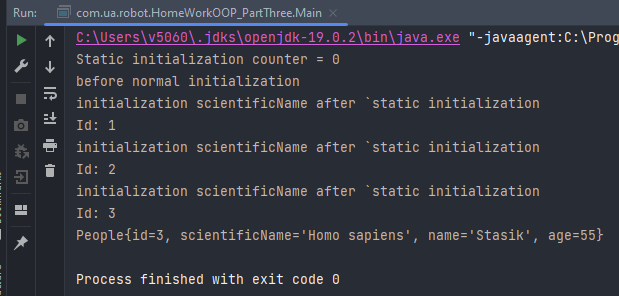 Run: com.ua.robot.HomeWorkOOP_PartThree.Main
C:\Users\v5060\.jdks\openjdk-19.0.2\bin\java.exe "-javaagent:C:\Prog
Static initialization counter = 0
before normal initialization
initialization scientificName after `static initialization
Id: 1
initialization scientificName after `static initialization
Id: 2
initialization scientificName after `static initialization
Id: 3
People{id=3, scientificName='Homo sapiens', name='Stasik', age=55}
Process finished with exit code 0